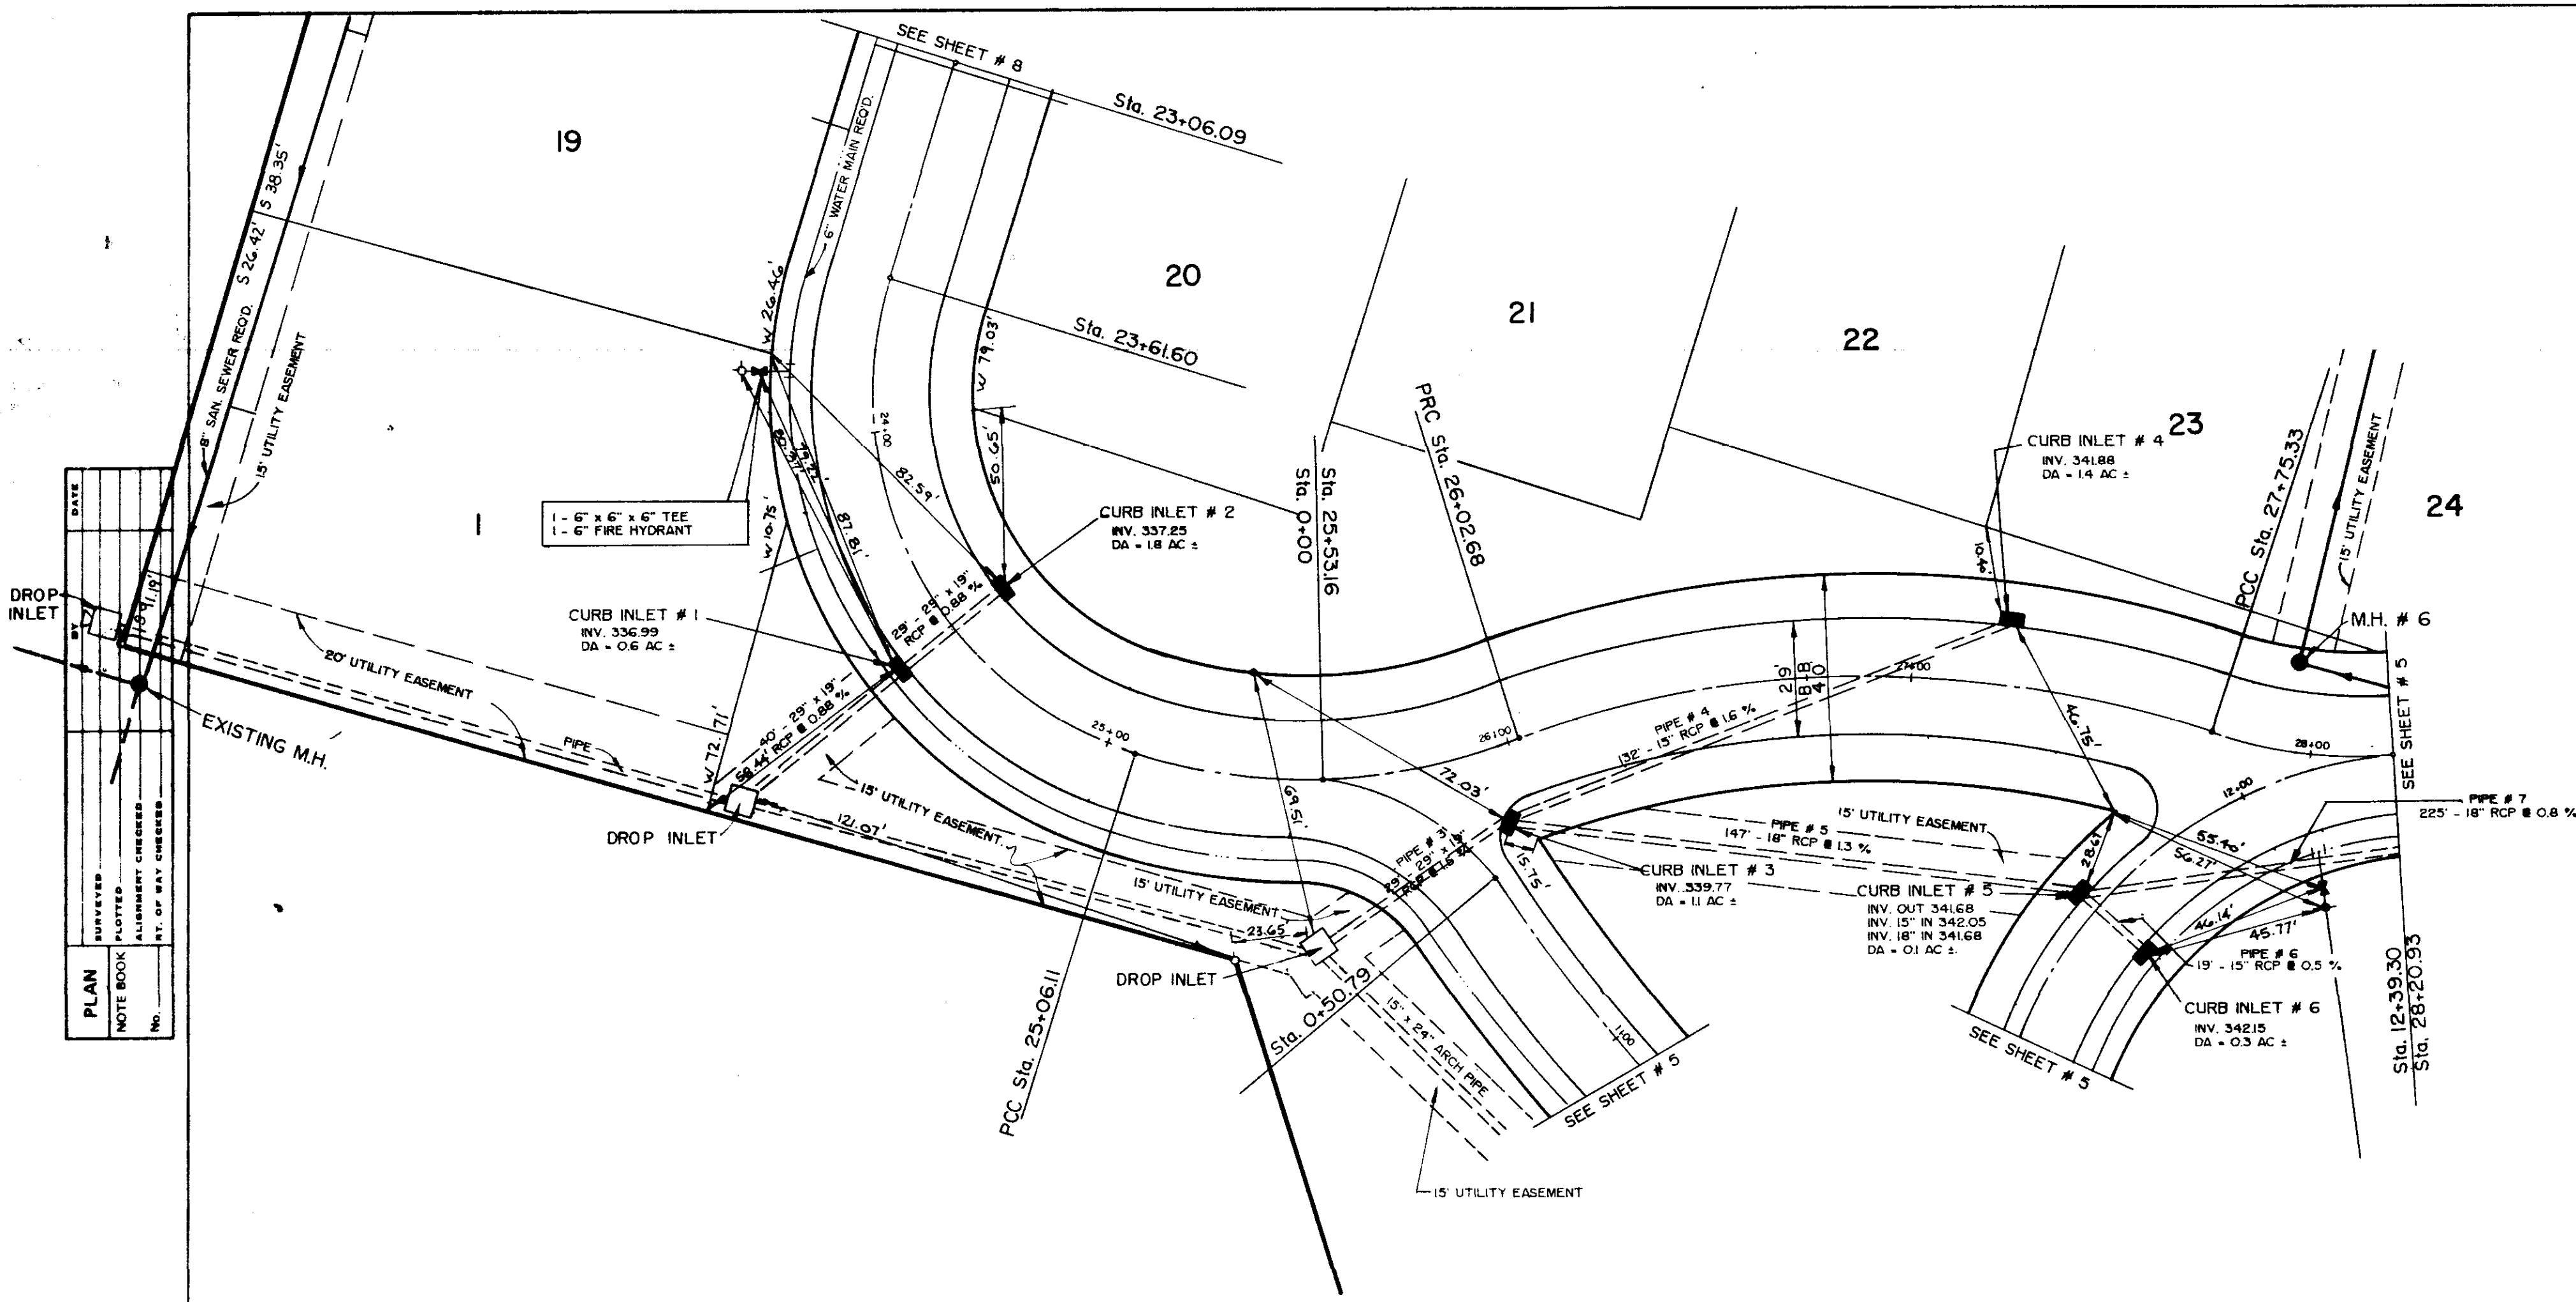 SEE SHEET # 8
Sta. 23+06.09
19
S 38.35'
S 26.42'
8" SAN. SEWER REQ'D.
15' UTILITY EASEMENT
6" WATER MAIN REQ'D.
W 26.46'
20
Sta. 23+61.60
W 79.03'
50.65'
21
22
23
24
1
1 - 6" x 6" x 6" TEE
1 - 6" FIRE HYDRANT
79.22'
87.81'
82.59'
24+00
W 10.75'
W 72.71'
CURB INLET # 2
INV. 337.25
DA = 1.8 AC ±
CURB INLET # 1
INV. 336.99
DA = 0.6 AC ±
29' - 29" x 19"
RCP @ 0.88 %
40' - 29" x 19"
RCP @ 0.88 %
58.44'
DROP
INLET
91.19'
20' UTILITY EASEMENT
EXISTING M.H.
PIPE
DROP INLET
121.07'
15' UTILITY EASEMENT
15' UTILITY EASEMENT
25+00
PCC Sta. 25+06.11
Sta. 0+00
Sta. 25+53.16
PRC Sta. 26+02.68
69.51'
72.03'
26+00
PIPE # 3
29' - 29" x 19"
23.65
DROP INLET
Sta. 0+50.79
15" x 24" ARCH PIPE
15' UTILITY EASEMENT
1+00
SEE SHEET # 5
15.75'
CURB INLET # 3
INV. 339.77
DA = 1.1 AC ±
PIPE # 4
132' - 15" RCP @ 1.6 %
29'
B-B
40
27+00
CURB INLET # 4
INV. 341.88
DA = 1.4 AC ±
10.40'
46.75'
PCC Sta. 27+75.33
15' UTILITY EASEMENT
M.H. # 6
28+00
SEE SHEET # 5
12+00
PIPE # 5
147' - 18" RCP @ 1.3 %
15' UTILITY EASEMENT
PIPE # 7
225' - 18" RCP @ 0.8 %
28.67'
55.40'
56.27'
46.14'
45.77'
CURB INLET # 5
INV. OUT 341.68
INV. 15" IN 342.05
INV. 18" IN 341.68
DA = 0.1 AC ±
PIPE # 6
19' - 15" RCP @ 0.5 %
CURB INLET # 6
INV. 342.15
DA = 0.3 AC ±
SEE SHEET # 5
Sta. 12+39.30
Sta. 28+20.93
DATE
BY
SURVEYED
PLOTTED
ALIGNMENT CHECKED
RT. OF WAY CHECKED
PLAN
NOTE BOOK
No.